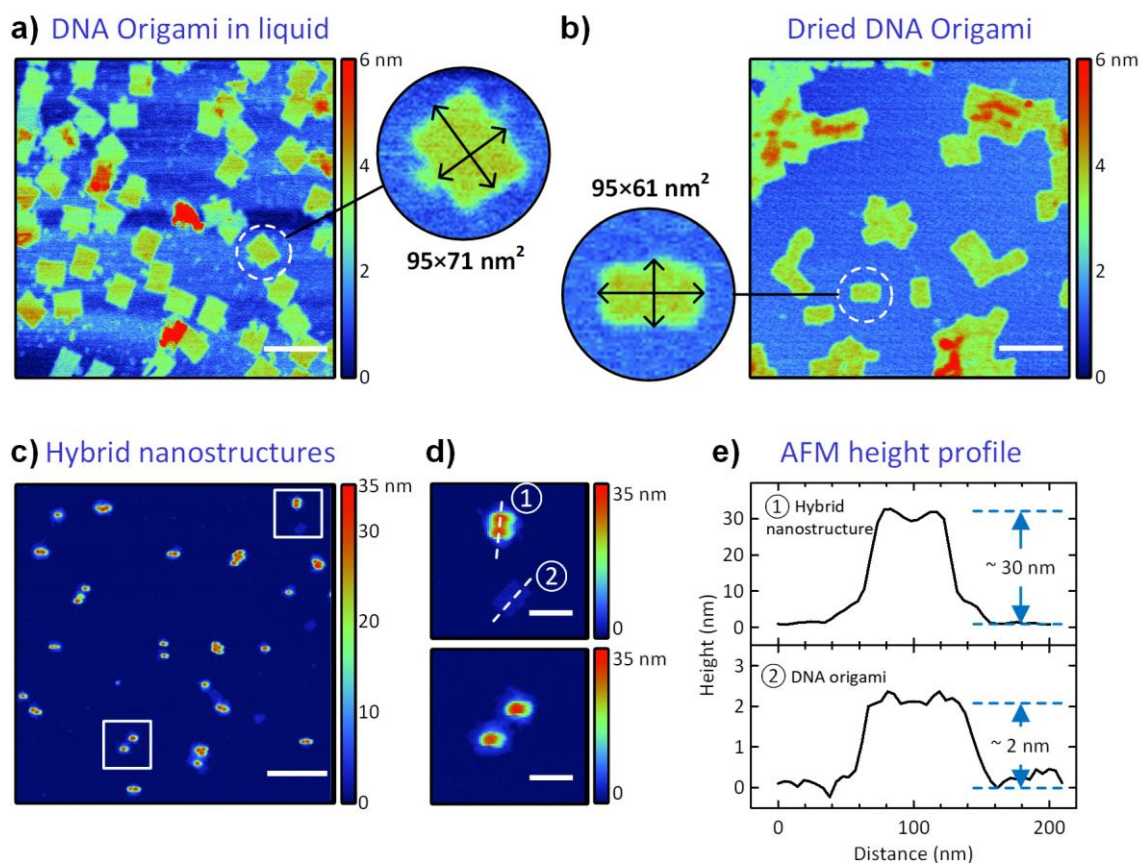 a) DNA Origami in liquid
6 nm
4
2
0
95×71 nm²
b) Dried DNA Origami
95×61 nm²
6 nm
4
2
0
c) Hybrid nanostructures
35 nm
30
20
10
0
d)
1
2
35 nm
0
35 nm
0
e) AFM height profile
Height (nm)
30
20
10
0
1 Hybrid
nanostructure
~ 30 nm
3
2
1
0
2 DNA origami
~ 2 nm
0
100
200
Distance (nm)